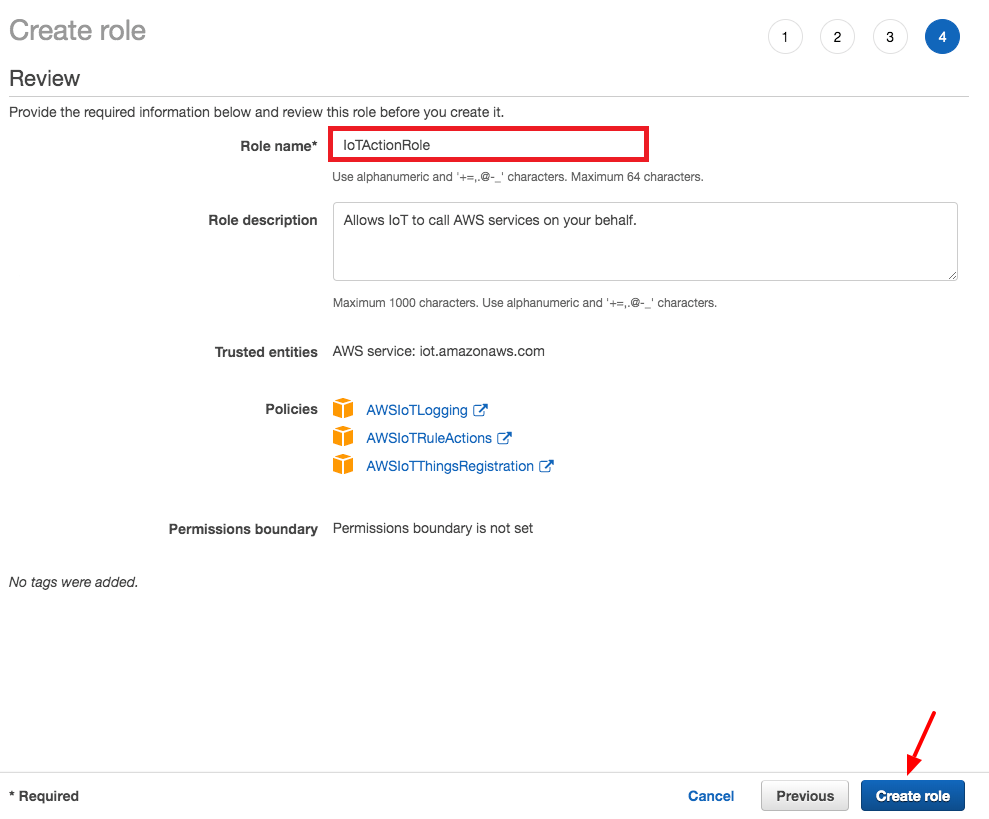 Create role
1 2 3 4
Review
Provide the required information below and review this role before you create it.
Role name* IoTActionRole
Use alphanumeric and '+=,.@-_' characters. Maximum 64 characters.
Role description Allows IoT to call AWS services on your behalf.
Maximum 1000 characters. Use alphanumeric and '+=,.@-_' characters.
Trusted entities AWS service: iot.amazonaws.com
Policies AWSIoTLogging
AWSIoTRuleActions
AWSIoTThingsRegistration
Permissions boundary Permissions boundary is not set
No tags were added.
* Required Cancel Previous Create role